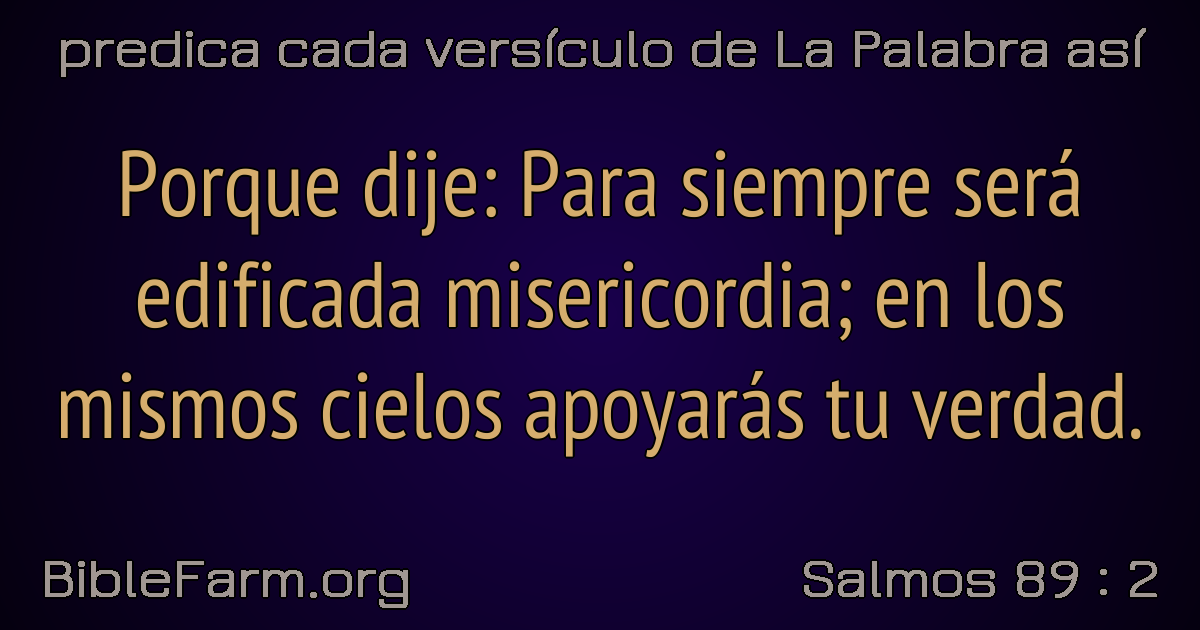 predica cada versículo de La Palabra así
Porque dije: Para siempre será
edificada misericordia; en los
mismos cielos apoyarás tu verdad.
BibleFarm.org
Salmos 89 : 2